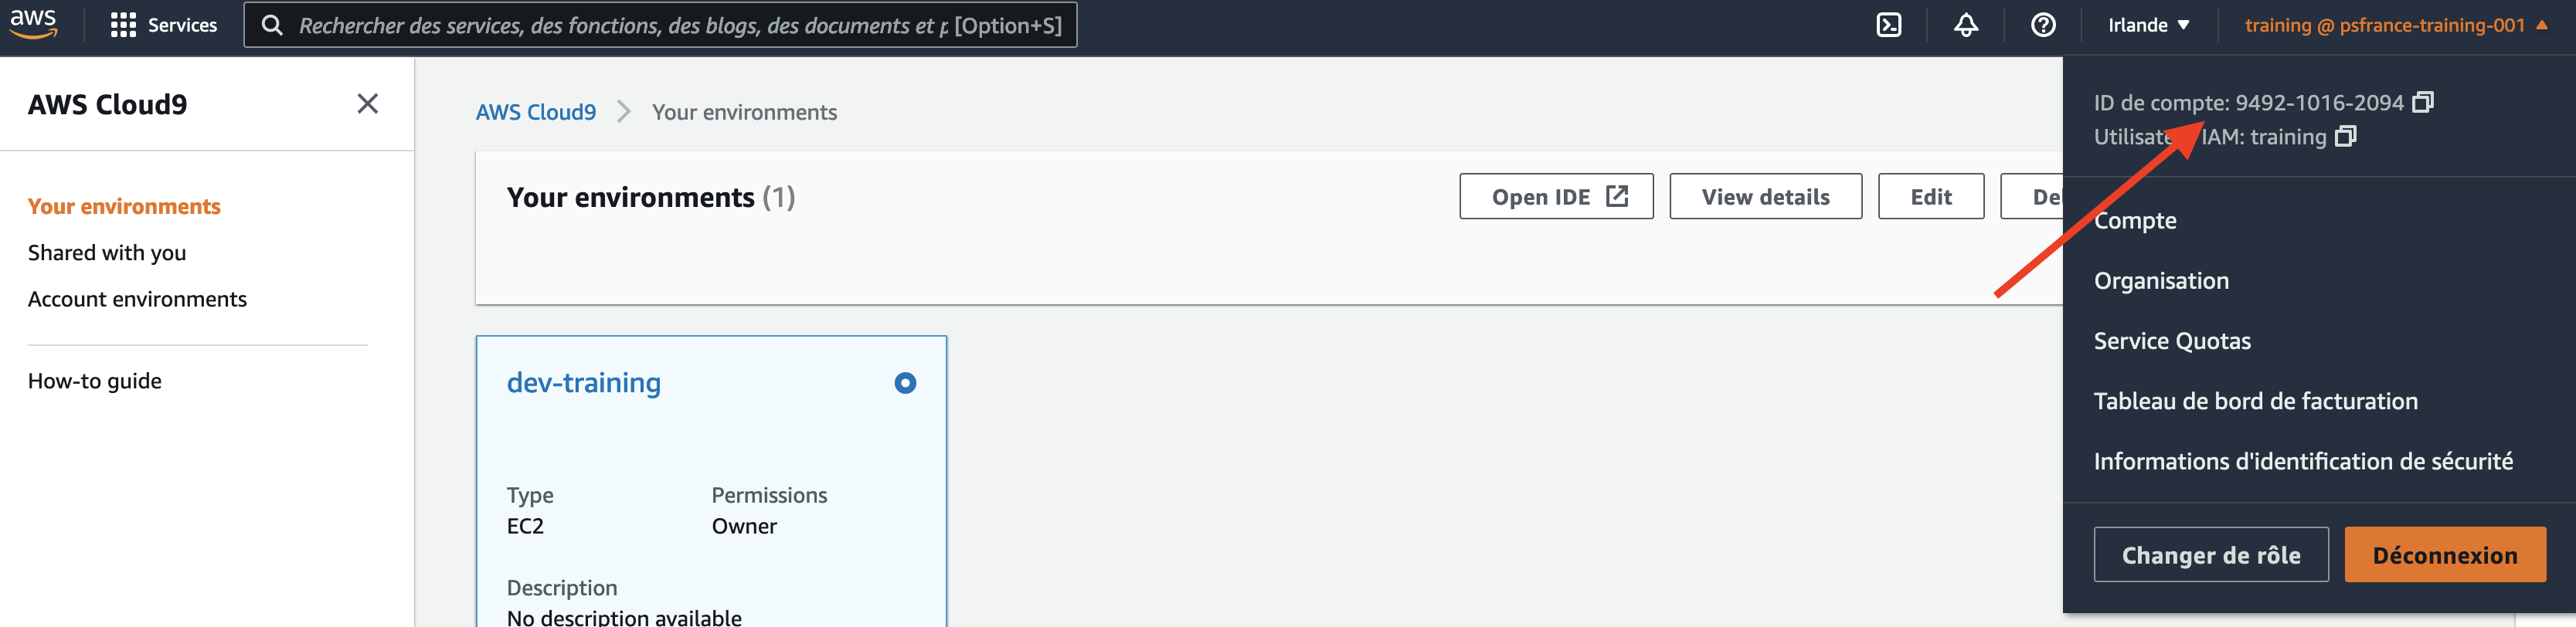 aws
Services
Rechercher des services, des fonctions, des blogs, des documents et p [Option+S]
Irlande
training @ psfrance-training-001
AWS Cloud9
Your environments
Shared with you
Account environments
How-to guide
AWS Cloud9 > Your environments
Your environments (1)
Open IDE
View details
Edit
Del
dev-training
Type
EC2
Permissions
Owner
Description
No description available
ID de compte: 9492-1016-2094
Utilisate IAM: training
Compte
Organisation
Service Quotas
Tableau de bord de facturation
Informations d'identification de sécurité
Changer de rôle
Déconnexion